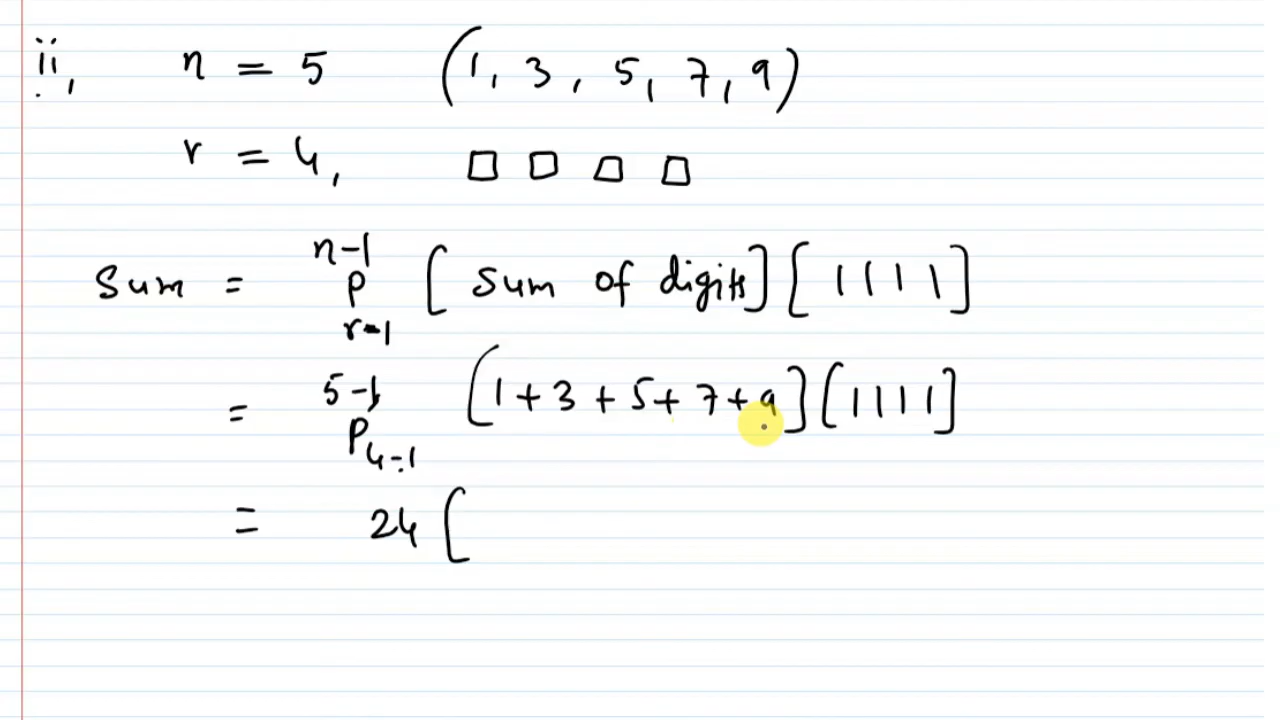 ii, n = 5 (1, 3, 5, 7, 9)
r = 4, □ □ □ □
n-1
Sum = P [sum of digits] [1111]
r-1
= 5-1 [1+3+5+7+9] [1111]
P 4-1
= 24 [